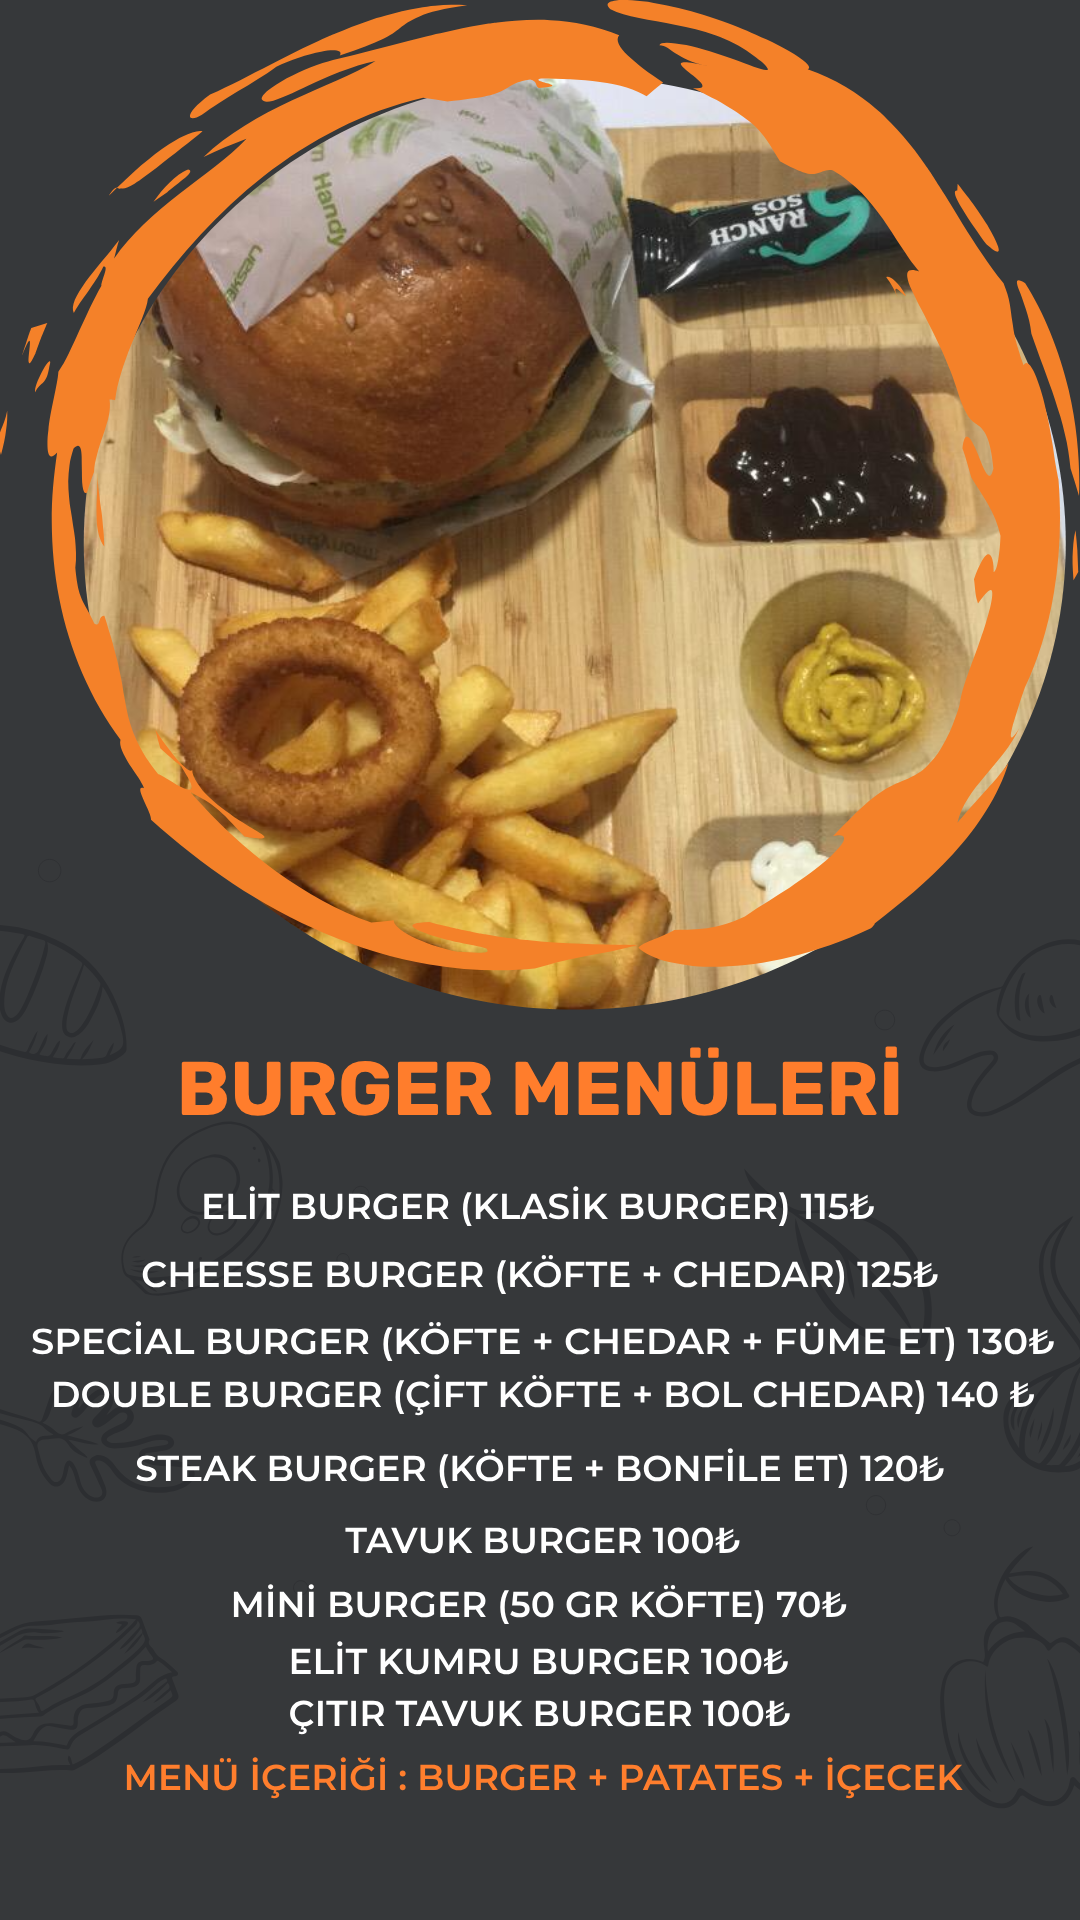 Handy
RANCH
SOS
BURGER MENÜLERİ
ELİT BURGER (KLASİK BURGER) 115₺
CHEESSE BURGER (KÖFTE + CHEDAR) 125₺
SPECİAL BURGER (KÖFTE + CHEDAR + FÜME ET) 130₺
DOUBLE BURGER (ÇİFT KÖFTE + BOL CHEDAR) 140 ₺
STEAK BURGER (KÖFTE + BONFİLE ET) 120₺
TAVUK BURGER 100₺
MİNİ BURGER (50 GR KÖFTE) 70₺
ELİT KUMRU BURGER 100₺
ÇITIR TAVUK BURGER 100₺
MENÜ İÇERİĞİ : BURGER + PATATES + İÇECEK